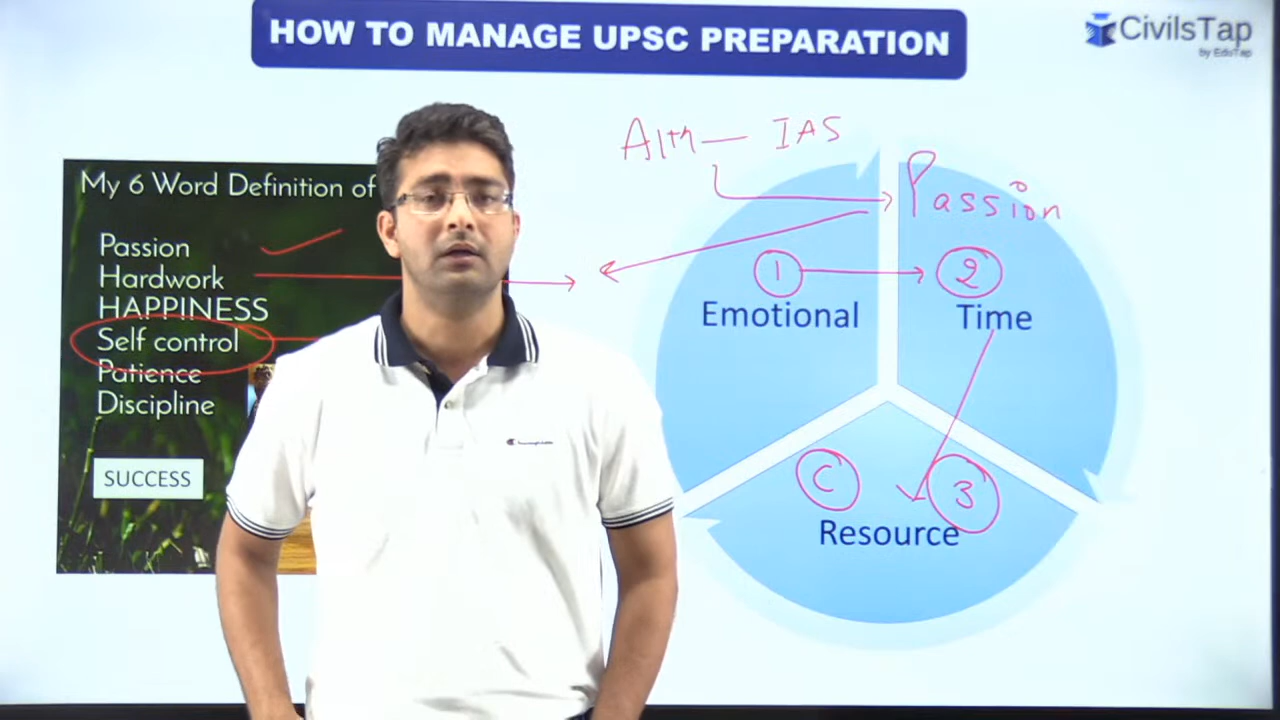 HOW TO MANAGE UPSC PREPARATION
CivilsTap
by EduTap
My 6 Word Definition of
Passion
Hardwork
HAPPINESS
Self control
Patience
Discipline
SUCCESS
IAS
Passion
1
2
Emotional
Time
C
3
Resource